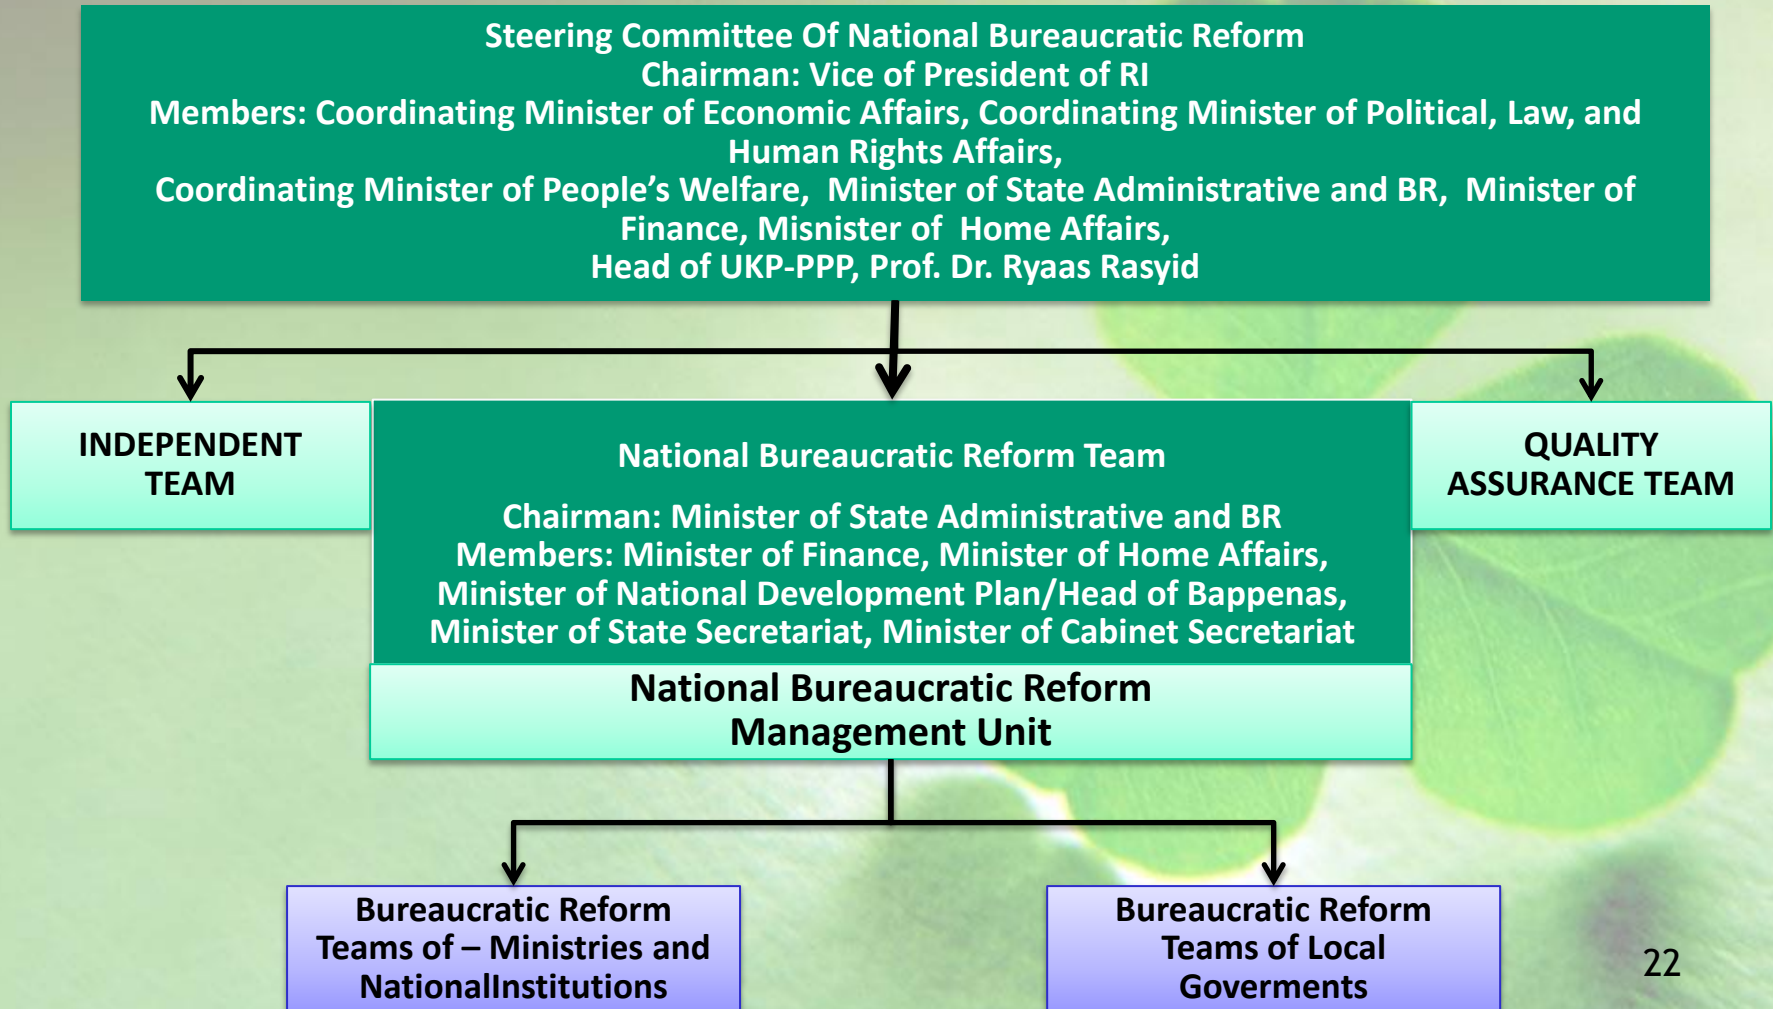 Steering Committee Of National Bureaucratic Reform
Chairman: Vice of President of RI
Members: Coordinating Minister of Economic Affairs, Coordinating Minister of Political, Law, and
Human Rights Affairs,
Coordinating Minister of People’s Welfare, Minister of State Administrative and BR, Minister of
Finance, Misnister of Home Affairs,
Head of UKP-PPP, Prof. Dr. Ryaas Rasyid
INDEPENDENT
TEAM
National Bureaucratic Reform Team
Chairman: Minister of State Administrative and BR
Members: Minister of Finance, Minister of Home Affairs,
Minister of National Development Plan/Head of Bappenas,
Minister of State Secretariat, Minister of Cabinet Secretariat
QUALITY
ASSURANCE TEAM
National Bureaucratic Reform
Management Unit
Bureaucratic Reform
Teams of – Ministries and
NationalInstitutions
Bureaucratic Reform
Teams of Local
Goverments
22